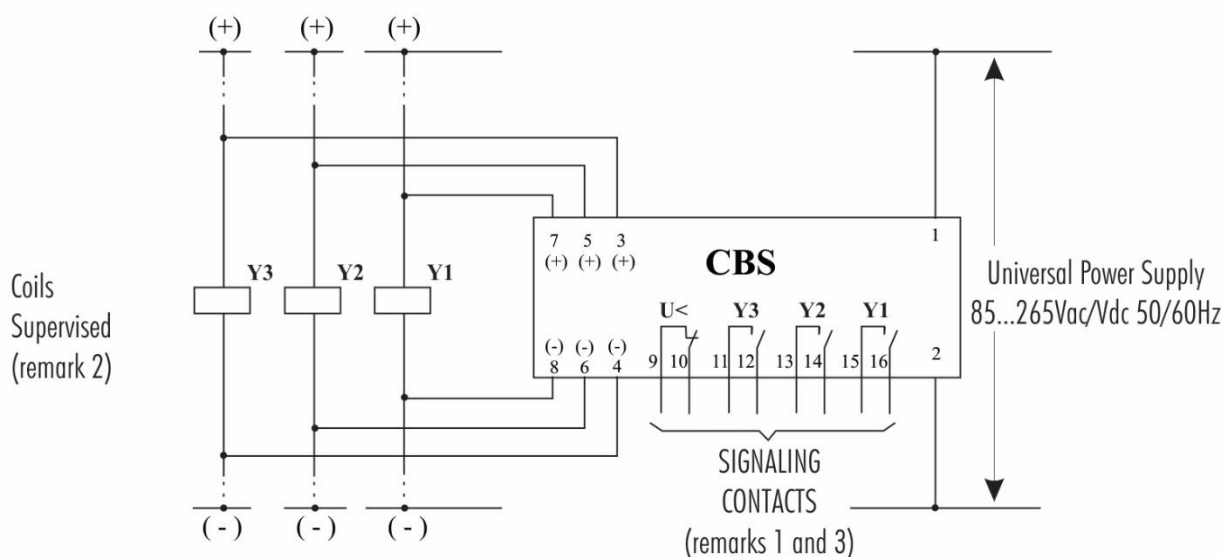 (+) (+) (+)
7 5 3 1
(+) (+) (+)
CBS
Y3 Y2 Y1
Coils
Supervised
(remark 2)
Universal Power Supply
85...265Vac/Vdc 50/60Hz
U< Y3 Y2 Y1
(-) (-) (-)
8 6 4
9 10 11 12 13 14 15 16
2
SIGNALING
CONTACTS
(remarks 1 and 3)
(-) (-) (-)